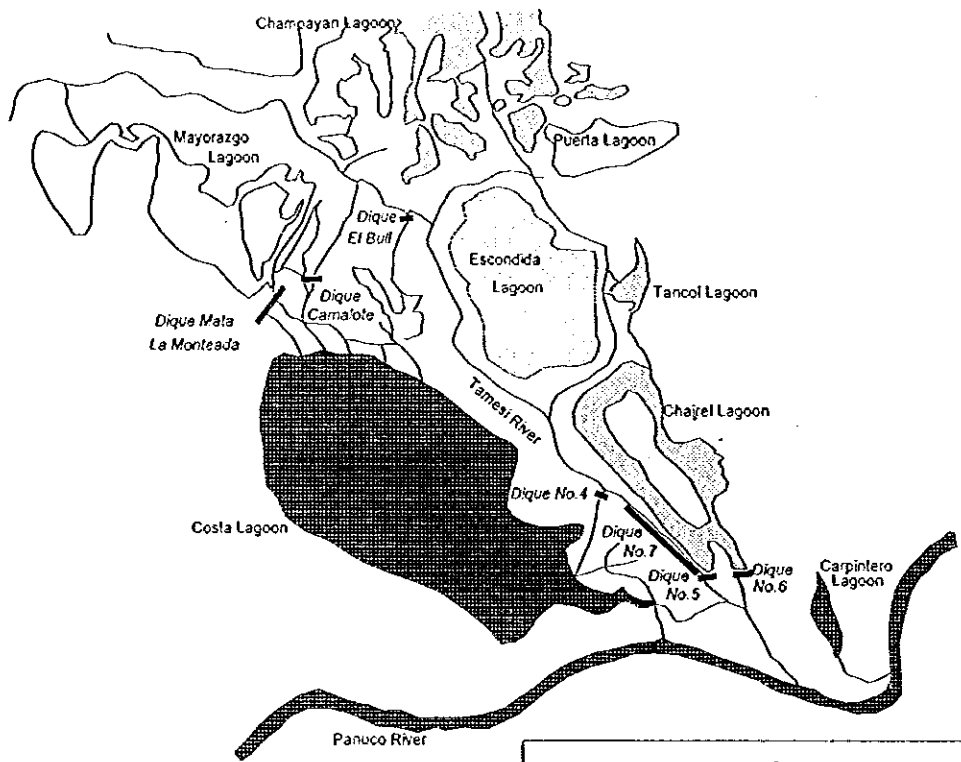 Champayan Lagoon
Mayorazgo
Lagoon
Puerta Lagoon
Dique
El Bull
Escondida
Lagoon
Tancol Lagoon
Dique
Camalote
Dique Mata
La Monteada
Tamesi River
Chajrel Lagoon
Dique No.4
Costa Lagoon
Dique
No.7
Dique
No.5
Dique
No.6
Carpintero
Lagoon
Panuco River